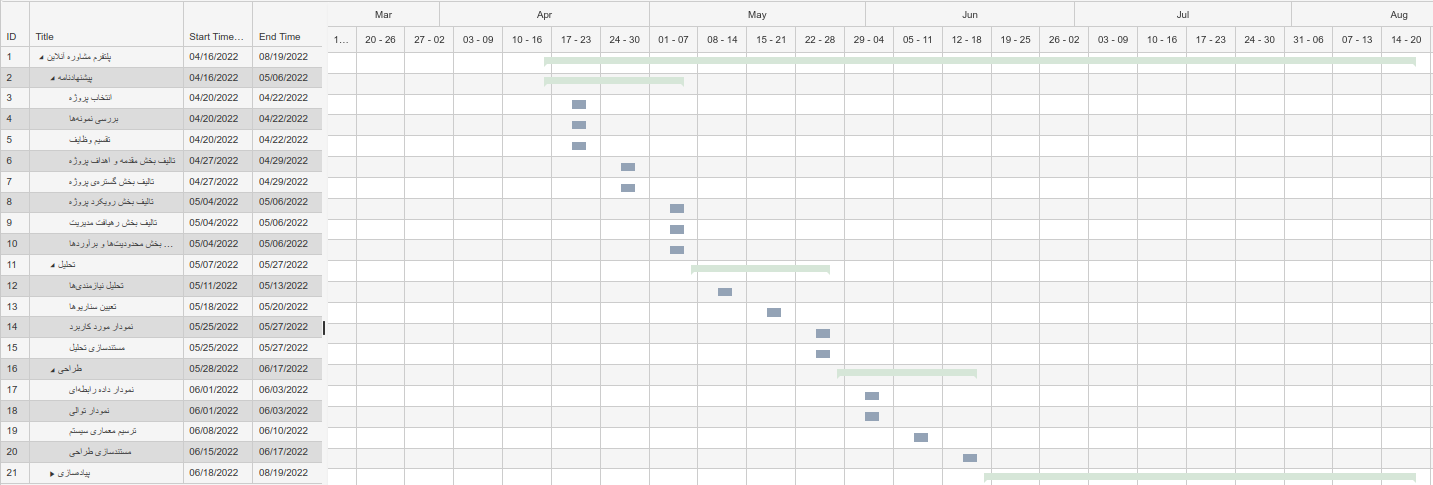 Mar Apr May Jun Jul Aug
ID Title Start Time... End Time 1... 20 - 26 27 - 02 03 - 09 10 - 16 17 - 23 24 - 30 01 - 07 08 - 14 15 - 21 22 - 28 29 - 04 05 - 11 12 - 18 19 - 25 26 - 02 03 - 09 10 - 16 17 - 23 24 - 30 31 - 06 07 - 13 14 - 20
1 پلتفرم مشاوره آنلاین 04/16/2022 08/19/2022
2 پیشنهادنامه 04/16/2022 05/06/2022
3 انتخاب پروژه 04/20/2022 04/22/2022
4 بررسی نمونه‌ها 04/20/2022 04/22/2022
5 تقسیم وظایف 04/20/2022 04/22/2022
6 تالیف بخش مقدمه و اهداف پروژه 04/27/2022 04/29/2022
7 تالیف بخش گستره‌ی پروژه 04/27/2022 04/29/2022
8 تالیف بخش رویکرد پروژه 05/04/2022 05/06/2022
9 تالیف بخش رهیافت مدیریت 05/04/2022 05/06/2022
10 بخش محدودیت‌ها و برآوردها ... 05/04/2022 05/06/2022
11 تحلیل 05/07/2022 05/27/2022
12 تحلیل نیازمندی‌ها 05/11/2022 05/13/2022
13 تعیین سناریوها 05/18/2022 05/20/2022
14 نمودار مورد کاربرد 05/25/2022 05/27/2022
15 مستندسازی تحلیل 05/25/2022 05/27/2022
16 طراحی 05/28/2022 06/17/2022
17 نمودار داده رابطه‌ای 06/01/2022 06/03/2022
18 نمودار توالی 06/01/2022 06/03/2022
19 ترسیم معماری سیستم 06/08/2022 06/10/2022
20 مستندسازی طراحی 06/15/2022 06/17/2022
21 پیاده‌سازی 06/18/2022 08/19/2022